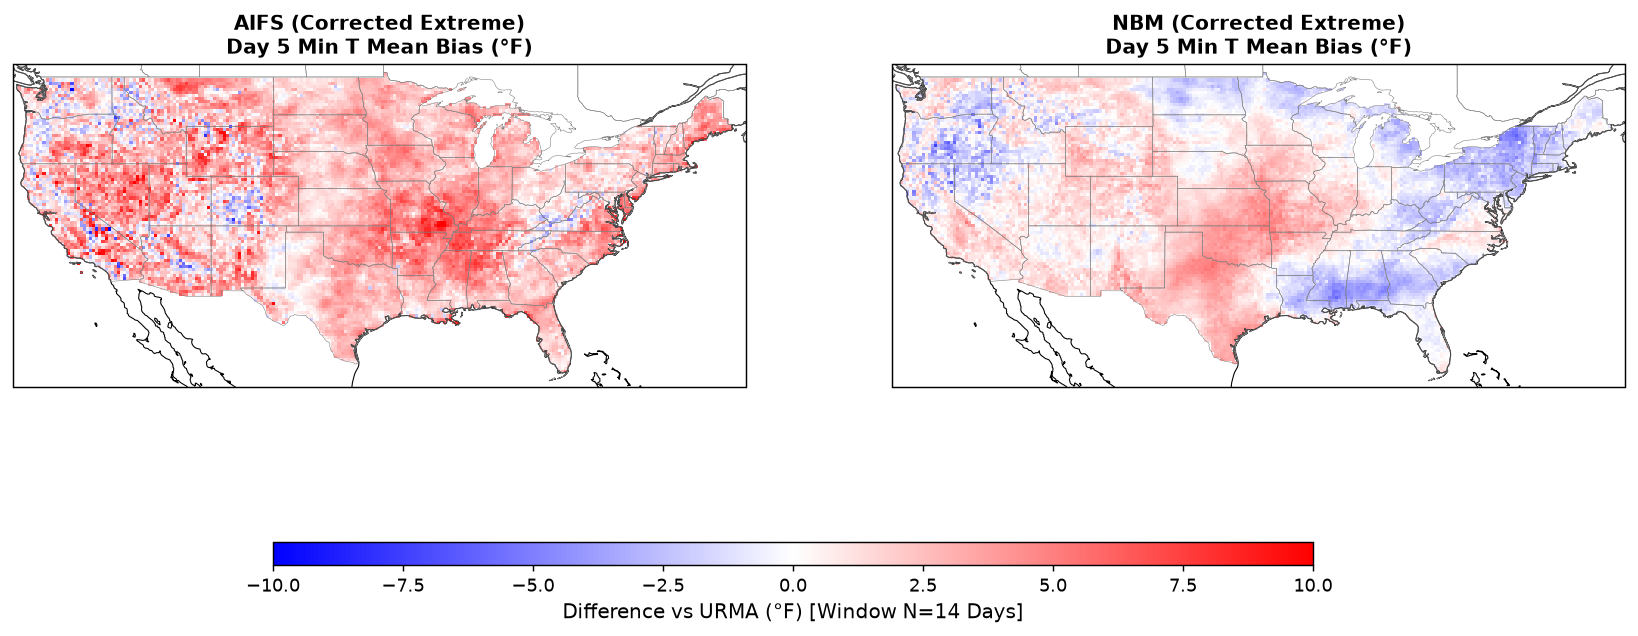 AIFS (Corrected Extreme)
Day 5 Min T Mean Bias (°F)
NBM (Corrected Extreme)
Day 5 Min T Mean Bias (°F)
−10.0 −7.5 −5.0 −2.5 0.0 2.5 5.0 7.5 10.0
Difference vs URMA (°F) [Window N=14 Days]